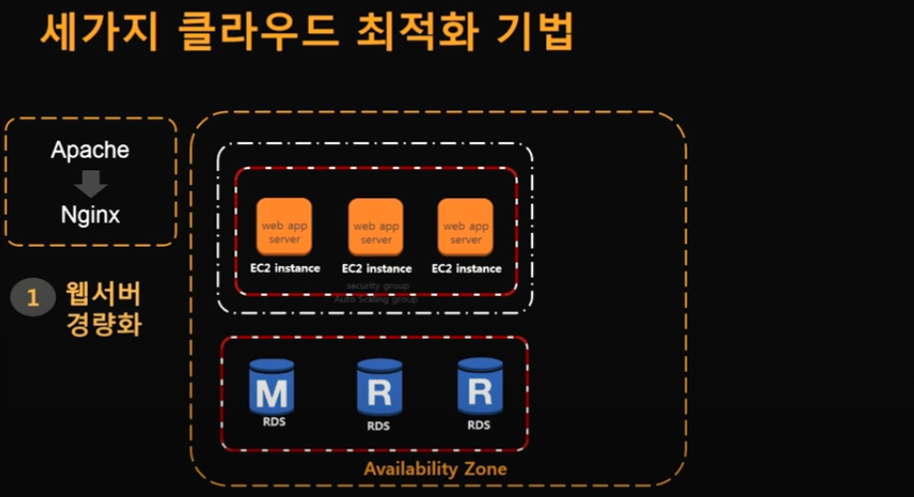 세가지 클라우드 최적화 기법
Apache
Nginx
1 웹서버
경량화
web app
server
web app
server
web app
server
EC2 instance
EC2 instance
EC2 instance
security group
Auto Scaling group
M
R
R
RDS
RDS
RDS
Availability Zone